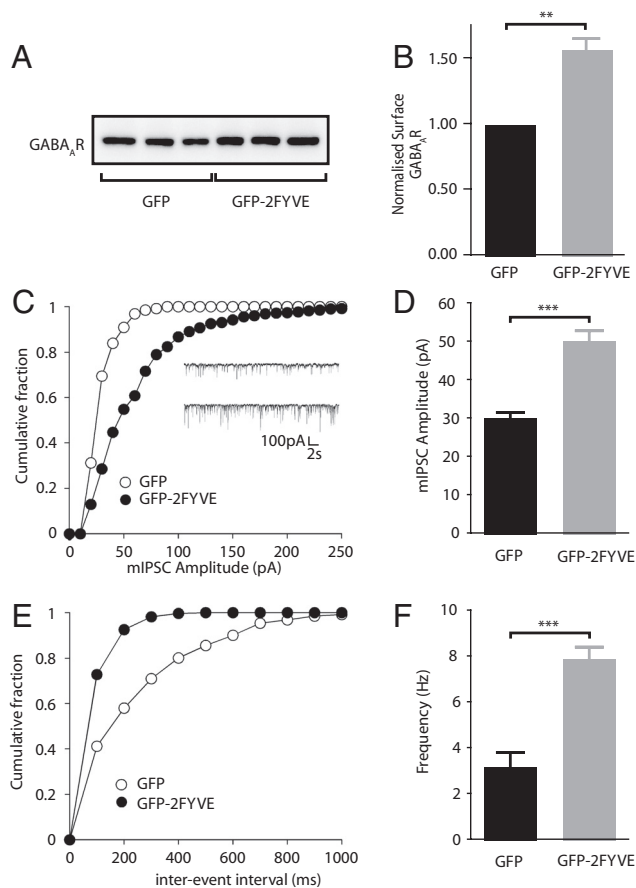 A
GABA_AR
GFP
GFP-2FYVE
B
**
Normalised Surface
GABA_AR
1.50
1.00
0.50
0.00
GFP
GFP-2FYVE
C
Cumulative fraction
1
0.8
0.6
0.4
0.2
0
100pA
2s
GFP
GFP-2FYVE
0
50
100
150
200
250
mIPSC Amplitude (pA)
D
***
mIPSC Amplitude (pA)
60
50
40
30
20
10
0
GFP
GFP-2FYVE
E
Cumulative fraction
1
0.8
0.6
0.4
0.2
0
GFP
GFP-2FYVE
0
200
400
600
800
1000
inter-event interval (ms)
F
***
Frequency (Hz)
8
6
4
2
0
GFP
GFP-2FYVE